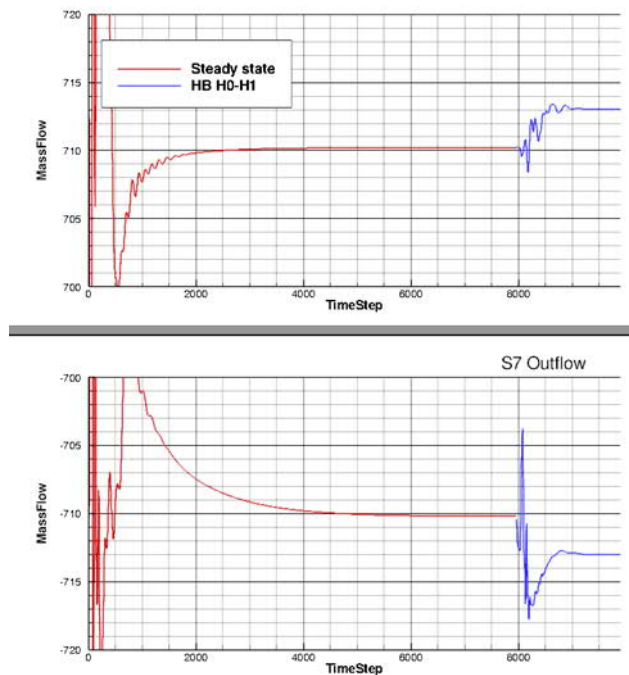 720
Steady state
HB H0-H1
715
MassFlow
710
705
700
0 2000 4000 6000 8000
TimeStep
S7 Outflow
-700
-705
MassFlow
-710
-715
-720
0 2000 4000 6000 8000
TimeStep